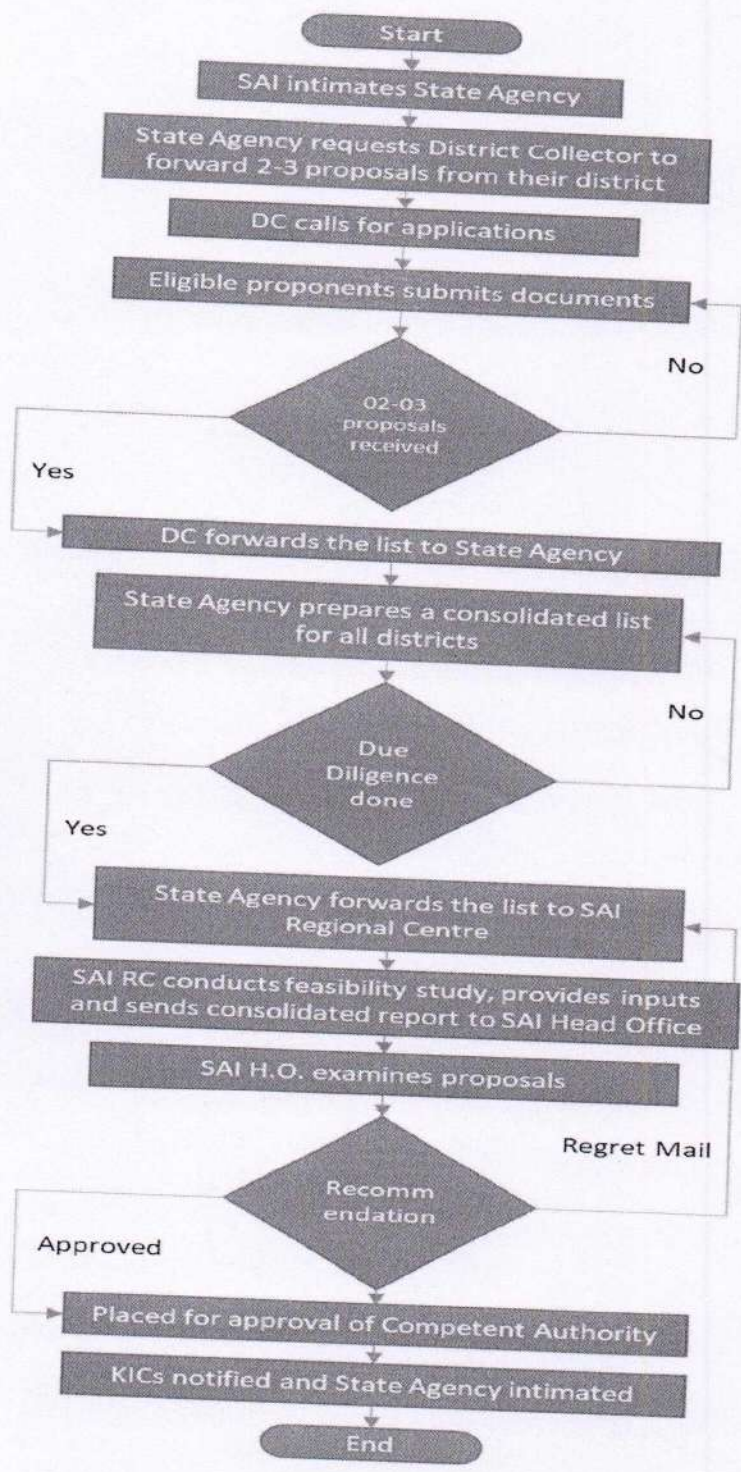 Start
SAI intimates State Agency
State Agency requests District Collector to
forward 2-3 proposals from their district
DC calls for applications
Eligible proponents submits documents
No
02-03
proposals
received
Yes
DC forwards the list to State Agency
State Agency prepares a consolidated list
for all districts
No
Due
Diligence
done
Yes
State Agency forwards the list to SAI
Regional Centre
SAI RC conducts feasibility study, provides inputs
and sends consolidated report to SAI Head Office
SAI H.O. examines proposals
Regret Mail
Recomm
endation
Approved
Placed for approval of Competent Authority
KICs notified and State Agency intimated
End